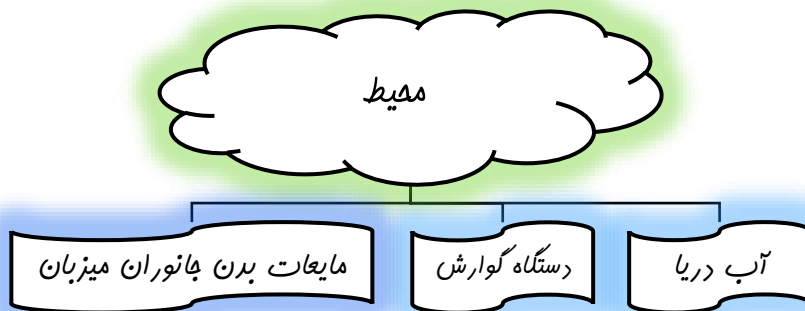 محیط
آب دریا
دستگاه گوارش
مایعات بدن جانوران میزبان